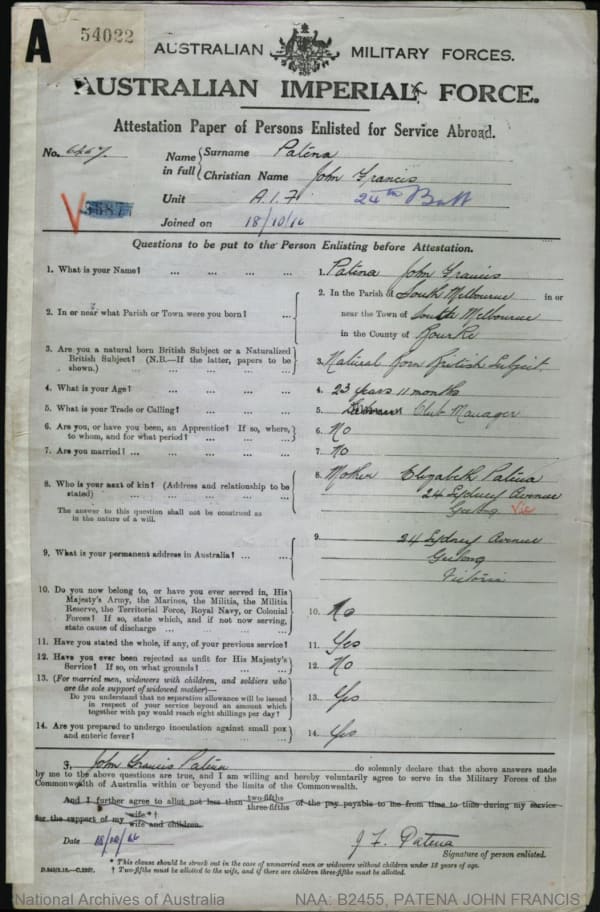 A
54022
AUSTRALIAN MILITARY FORCES.
AUSTRALIAN IMPERIAL FORCE.
Attestation Paper of Persons Enlisted for Service Abroad.
No. 6467.
Name in full { Surname Patena
Christian Name John Francis
Unit A.I.F 24th Batt
Joined on 18/10/16
Questions to be put to the Person Enlisting before Attestation.
1. What is your Name? ... ... ... ... 1. Patena John Francis
2. In or near what Parish or Town were you born? ... 2. In the Parish of South Melbourne in or
near the Town of South Melbourne
in the County of Bourke
3. Are you a natural born British Subject or a Naturalized
British Subject? (N.B.—If the latter, papers to be
shown.) ... ... ... ... 3. Natural Born British Subject
4. What is your Age? ... ... ... ... 4. 23 years 11 months
5. What is your Trade or Calling? ... ... ... 5. Club Manager
6. Are you, or have you been, an Apprentice? If so, where,
to whom, and for what period? ... ... ... 6. No
7. Are you married? ... ... ... ... 7. No
8. Who is your next of kin? (Address and relationship to be
stated) ... ... ... ... 8. Mother Elizabeth Patena
24 Sydney Avenue
Geelong Vic
The answer to this question shall not be construed as
in the nature of a will.
9. What is your permanent address in Australia? ... ... 9. 24 Sydney Avenue
Geelong
Victoria
10. Do you now belong to, or have you ever served in, His
Majesty's Army, the Marines, the Militia, the Militia
Reserve, the Territorial Force, Royal Navy, or Colonial
Forces? If so, state which, and if not now serving,
state cause of discharge ... ... ... 10. No
11. Have you stated the whole, if any, of your previous service? 11. Yes
12. Have you ever been rejected as unfit for His Majesty's
Service? If so, on what grounds? ... ... 12. No
13. (For married men, widowers with children, and soldiers who
are the sole support of widowed mother)—
Do you understand that no separation allowance will be issued
in respect of your service beyond an amount which
together with pay would reach eight shillings per day? 13. Yes
14. Are you prepared to undergo inoculation against small pox
and enteric fever? ... ... ... ... 14. Yes
I, John Francis Patena do solemnly declare that the above answers made
by me to the above questions are true, and I am willing and hereby voluntarily agree to serve in the Military Forces of the
Commonwealth of Australia within or beyond the limits of the Commonwealth.
And I further agree to allot not less than two-fifths three-fifths of the pay payable to me from time to time during my service
for the support of my wife*† wife and children.
Date 18/10/16 J F. Patena
Signature of person enlisted.
* This clause should be struck out in the case of unmarried men or widowers without children under 18 years of age.
† Two-fifths must be allotted to the wife, and if there are children three-fifths must be allotted.
National Archives of Australia NAA: B2455, PATENA JOHN FRANCIS